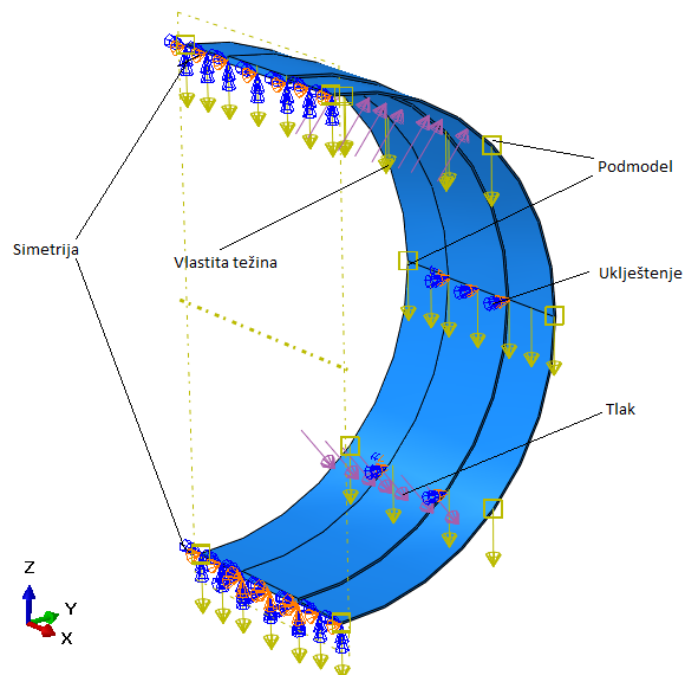 Podmodel
Simetrija
Vlastita težina
Uklještenje
Tlak
Z
Y
X